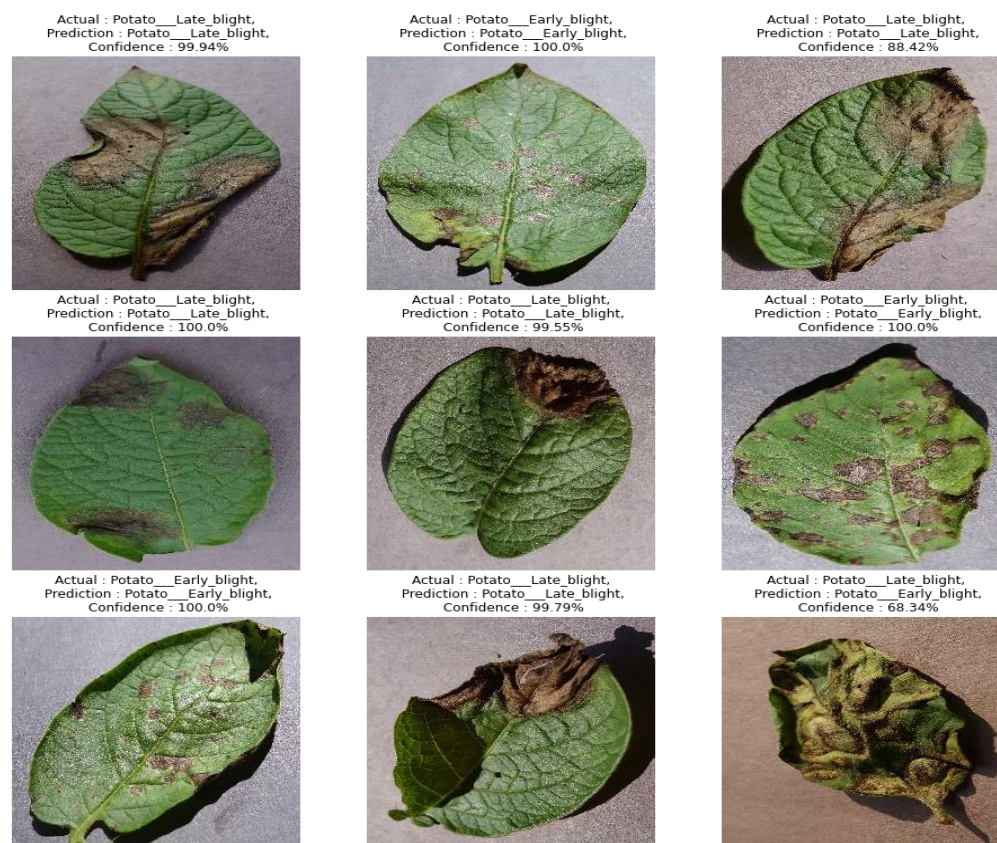 Actual : Potato___Late_blight,
Prediction : Potato___Late_blight,
Confidence : 99.94%
Actual : Potato___Early_blight,
Prediction : Potato___Early_blight,
Confidence : 100.0%
Actual : Potato___Late_blight,
Prediction : Potato___Late_blight,
Confidence : 88.42%
Actual : Potato___Late_blight,
Prediction : Potato___Late_blight,
Confidence : 100.0%
Actual : Potato___Late_blight,
Prediction : Potato___Late_blight,
Confidence : 99.55%
Actual : Potato___Early_blight,
Prediction : Potato___Early_blight,
Confidence : 100.0%
Actual : Potato___Early_blight,
Prediction : Potato___Early_blight,
Confidence : 100.0%
Actual : Potato___Late_blight,
Prediction : Potato___Late_blight,
Confidence : 99.79%
Actual : Potato___Late_blight,
Prediction : Potato___Early_blight,
Confidence : 68.34%